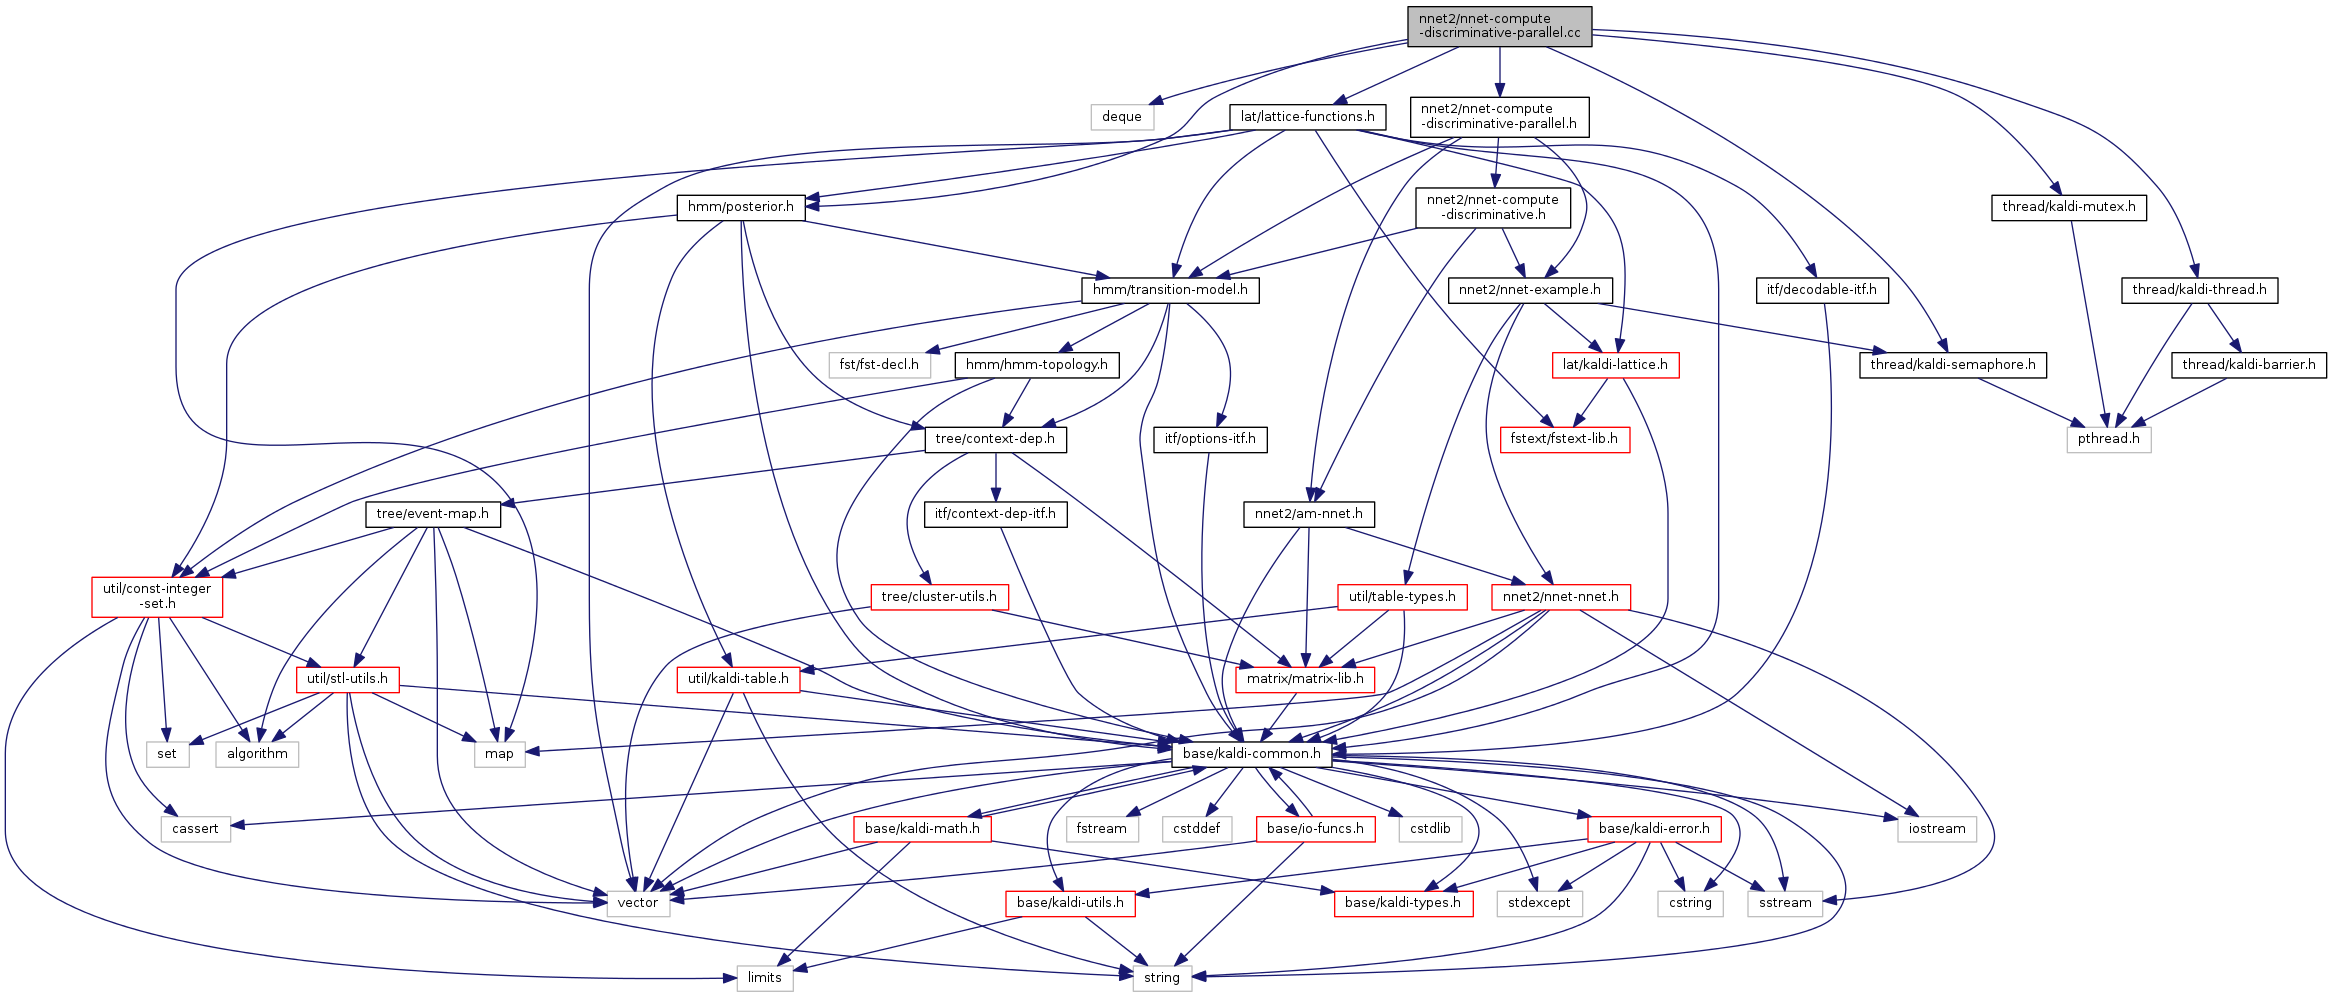 nnet2/nnet-compute
-discriminative-parallel.cc
deque
lat/lattice-functions.h
nnet2/nnet-compute
-discriminative-parallel.h
hmm/posterior.h
nnet2/nnet-compute
-discriminative.h
thread/kaldi-mutex.h
hmm/transition-model.h
nnet2/nnet-example.h
itf/decodable-itf.h
thread/kaldi-thread.h
fst/fst-decl.h
hmm/hmm-topology.h
lat/kaldi-lattice.h
thread/kaldi-semaphore.h
thread/kaldi-barrier.h
tree/context-dep.h
itf/options-itf.h
fstext/fstext-lib.h
pthread.h
tree/event-map.h
itf/context-dep-itf.h
nnet2/am-nnet.h
util/const-integer
-set.h
tree/cluster-utils.h
util/table-types.h
nnet2/nnet-nnet.h
util/stl-utils.h
util/kaldi-table.h
matrix/matrix-lib.h
set
algorithm
map
base/kaldi-common.h
cassert
base/kaldi-math.h
fstream
cstddef
base/io-funcs.h
cstdlib
base/kaldi-error.h
iostream
vector
base/kaldi-utils.h
base/kaldi-types.h
stdexcept
cstring
sstream
limits
string